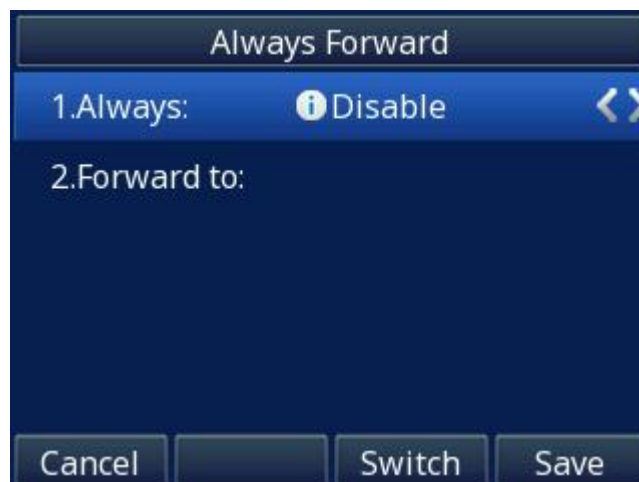 Always Forward
1.Always: Disable
2.Forward to:
Cancel Switch Save